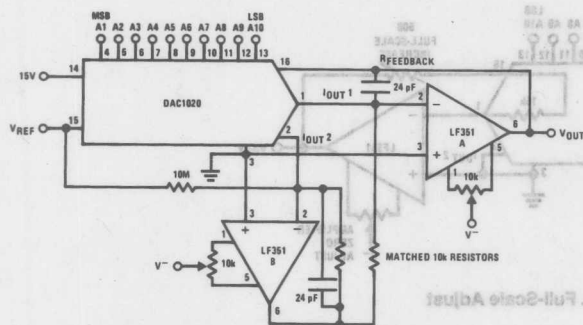 MSB LSB
A1 A2 A3 A4 A5 A6 A7 A8 A9 A10
4 5 6 7 8 9 10 11 12 13
15V 14
DAC1020
16 RFEEDBACK
24 pF
VREF 15
1 IOUT 1
2 IOUT 2
3
2 −
LF351
A
6 VOUT
3 +
5
1 10k
V−
10M
3 2
+ −
1
LF351
B
V− 10k
5
24 pF
6
MATCHED 10k RESISTORS
Full-Scale Adjust